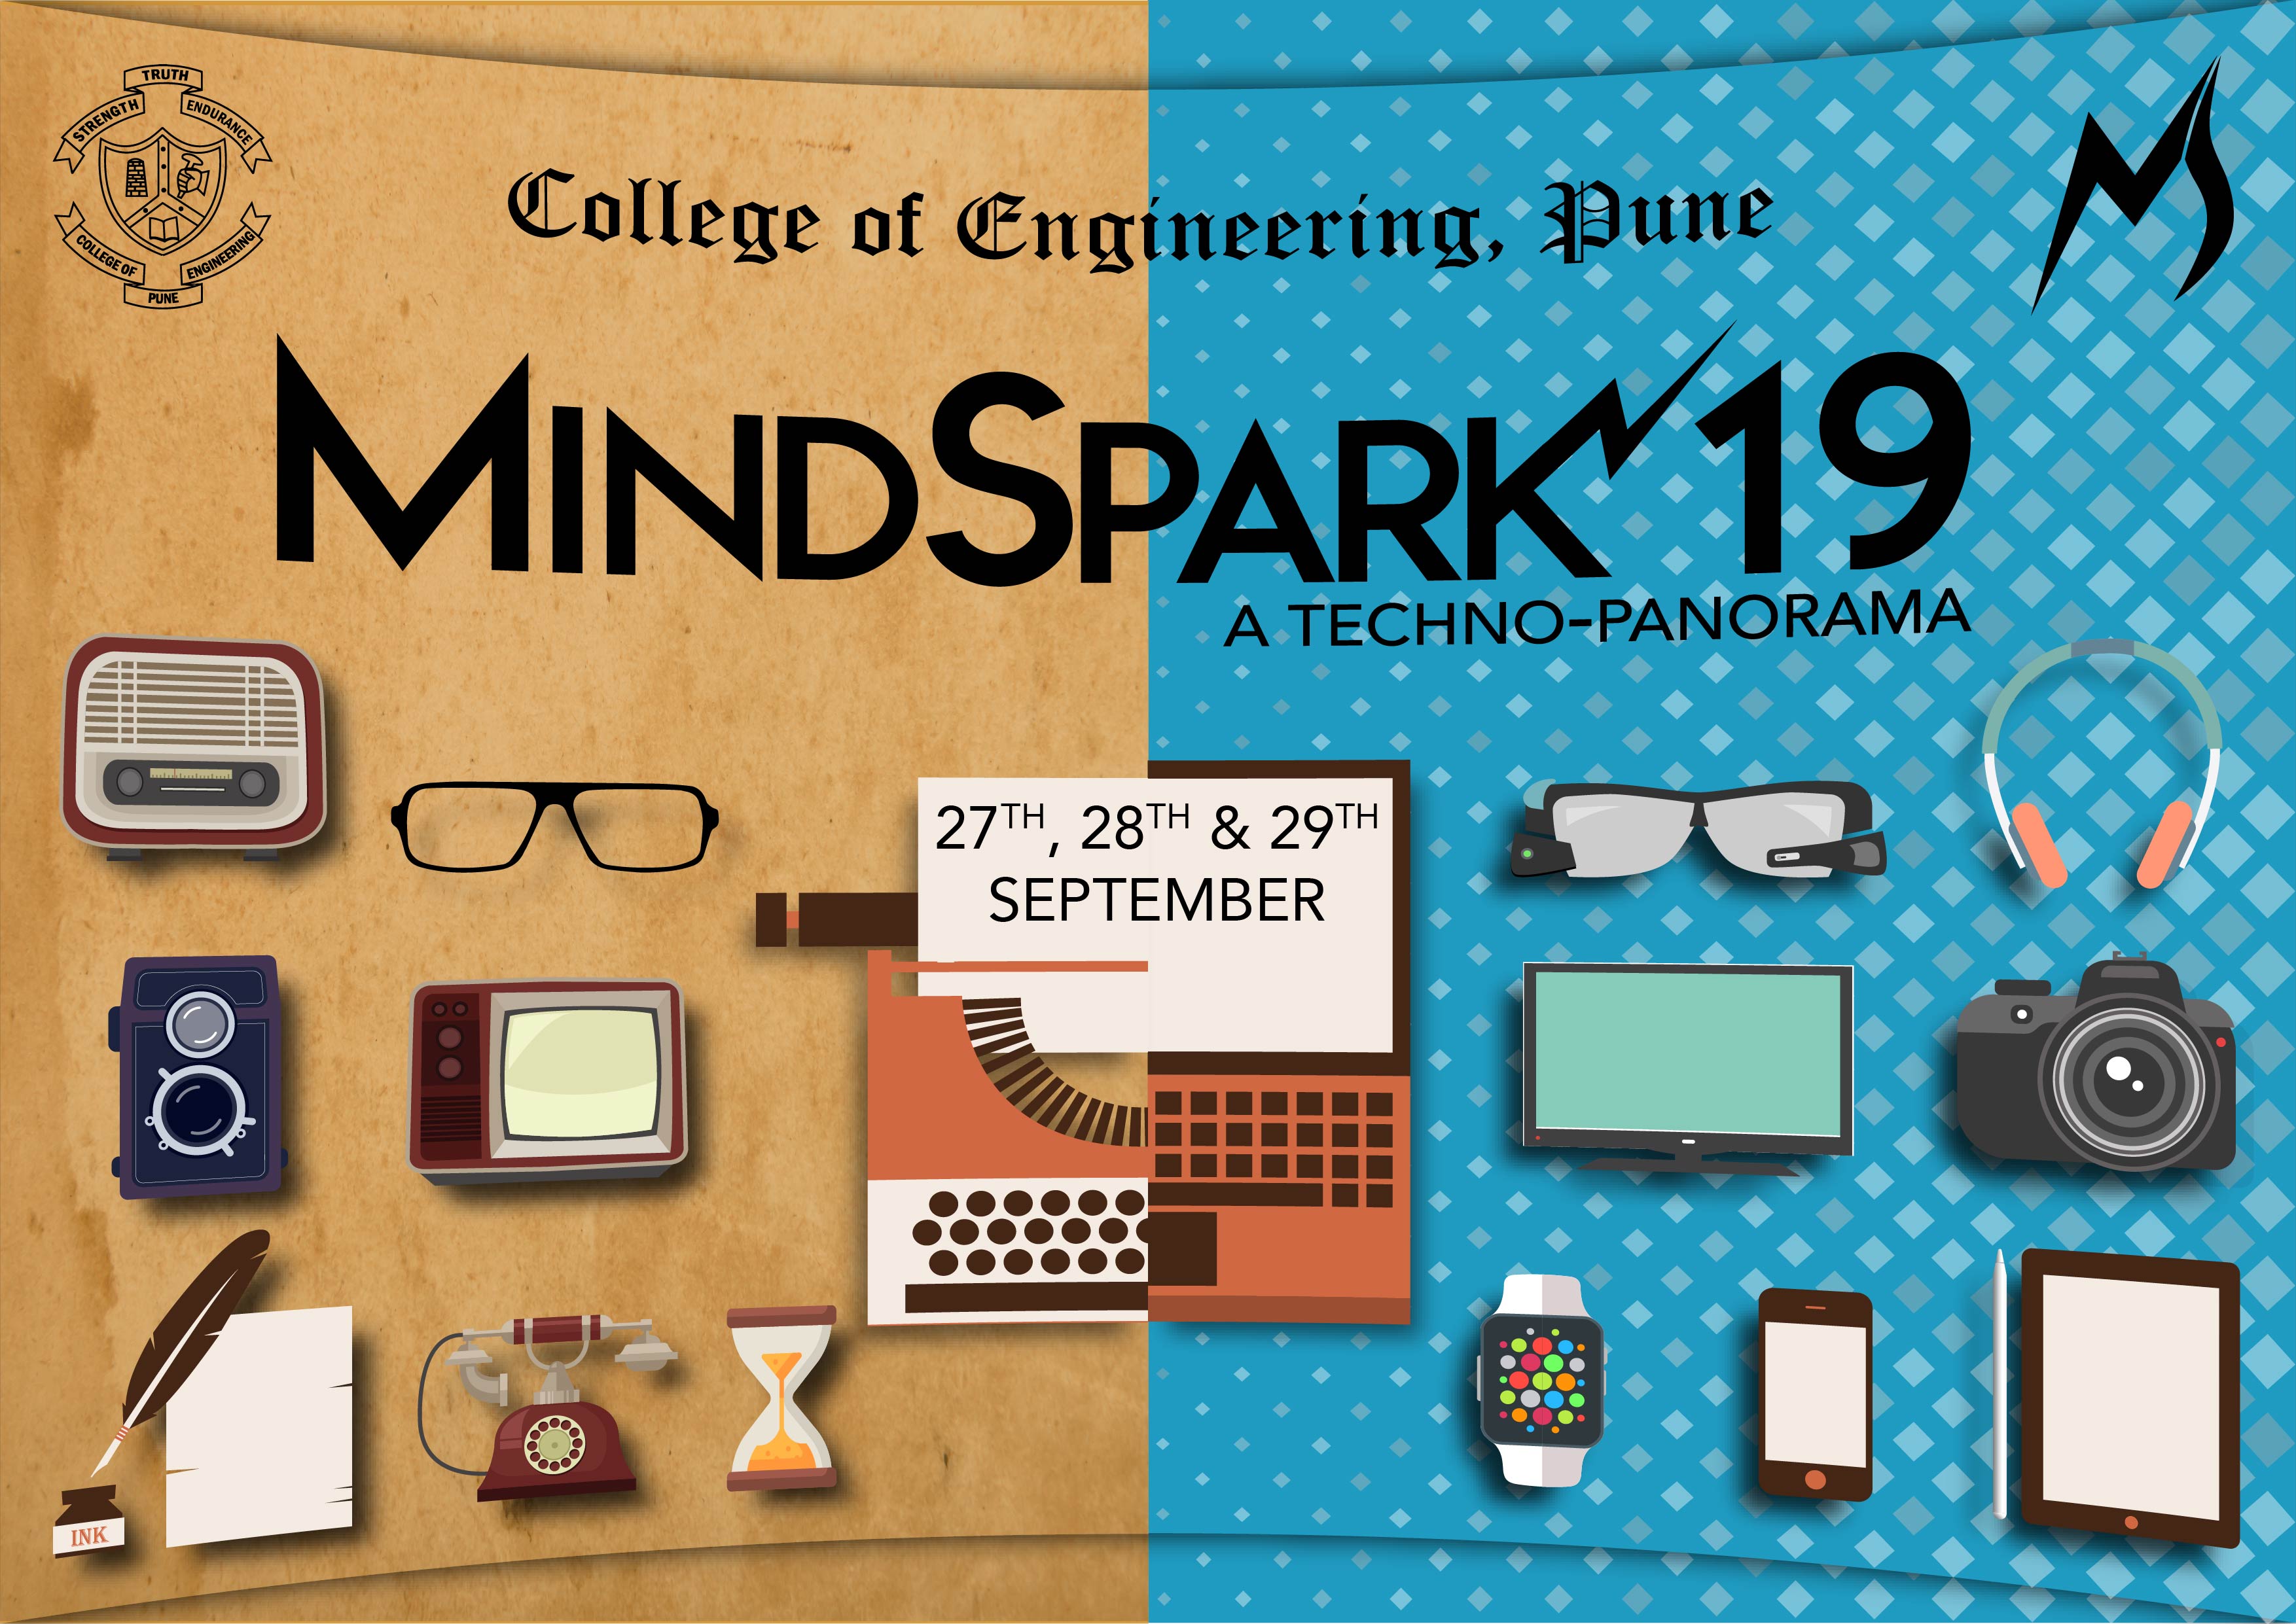 TRUTH
STRENGTH
ENDURANCE
COLLEGE OF
ENGINEERING
PUNE
College of Engineering, Pune
MS
MINDSPARK'19
A TECHNO-PANORAMA
27TH, 28TH & 29TH
SEPTEMBER
INK